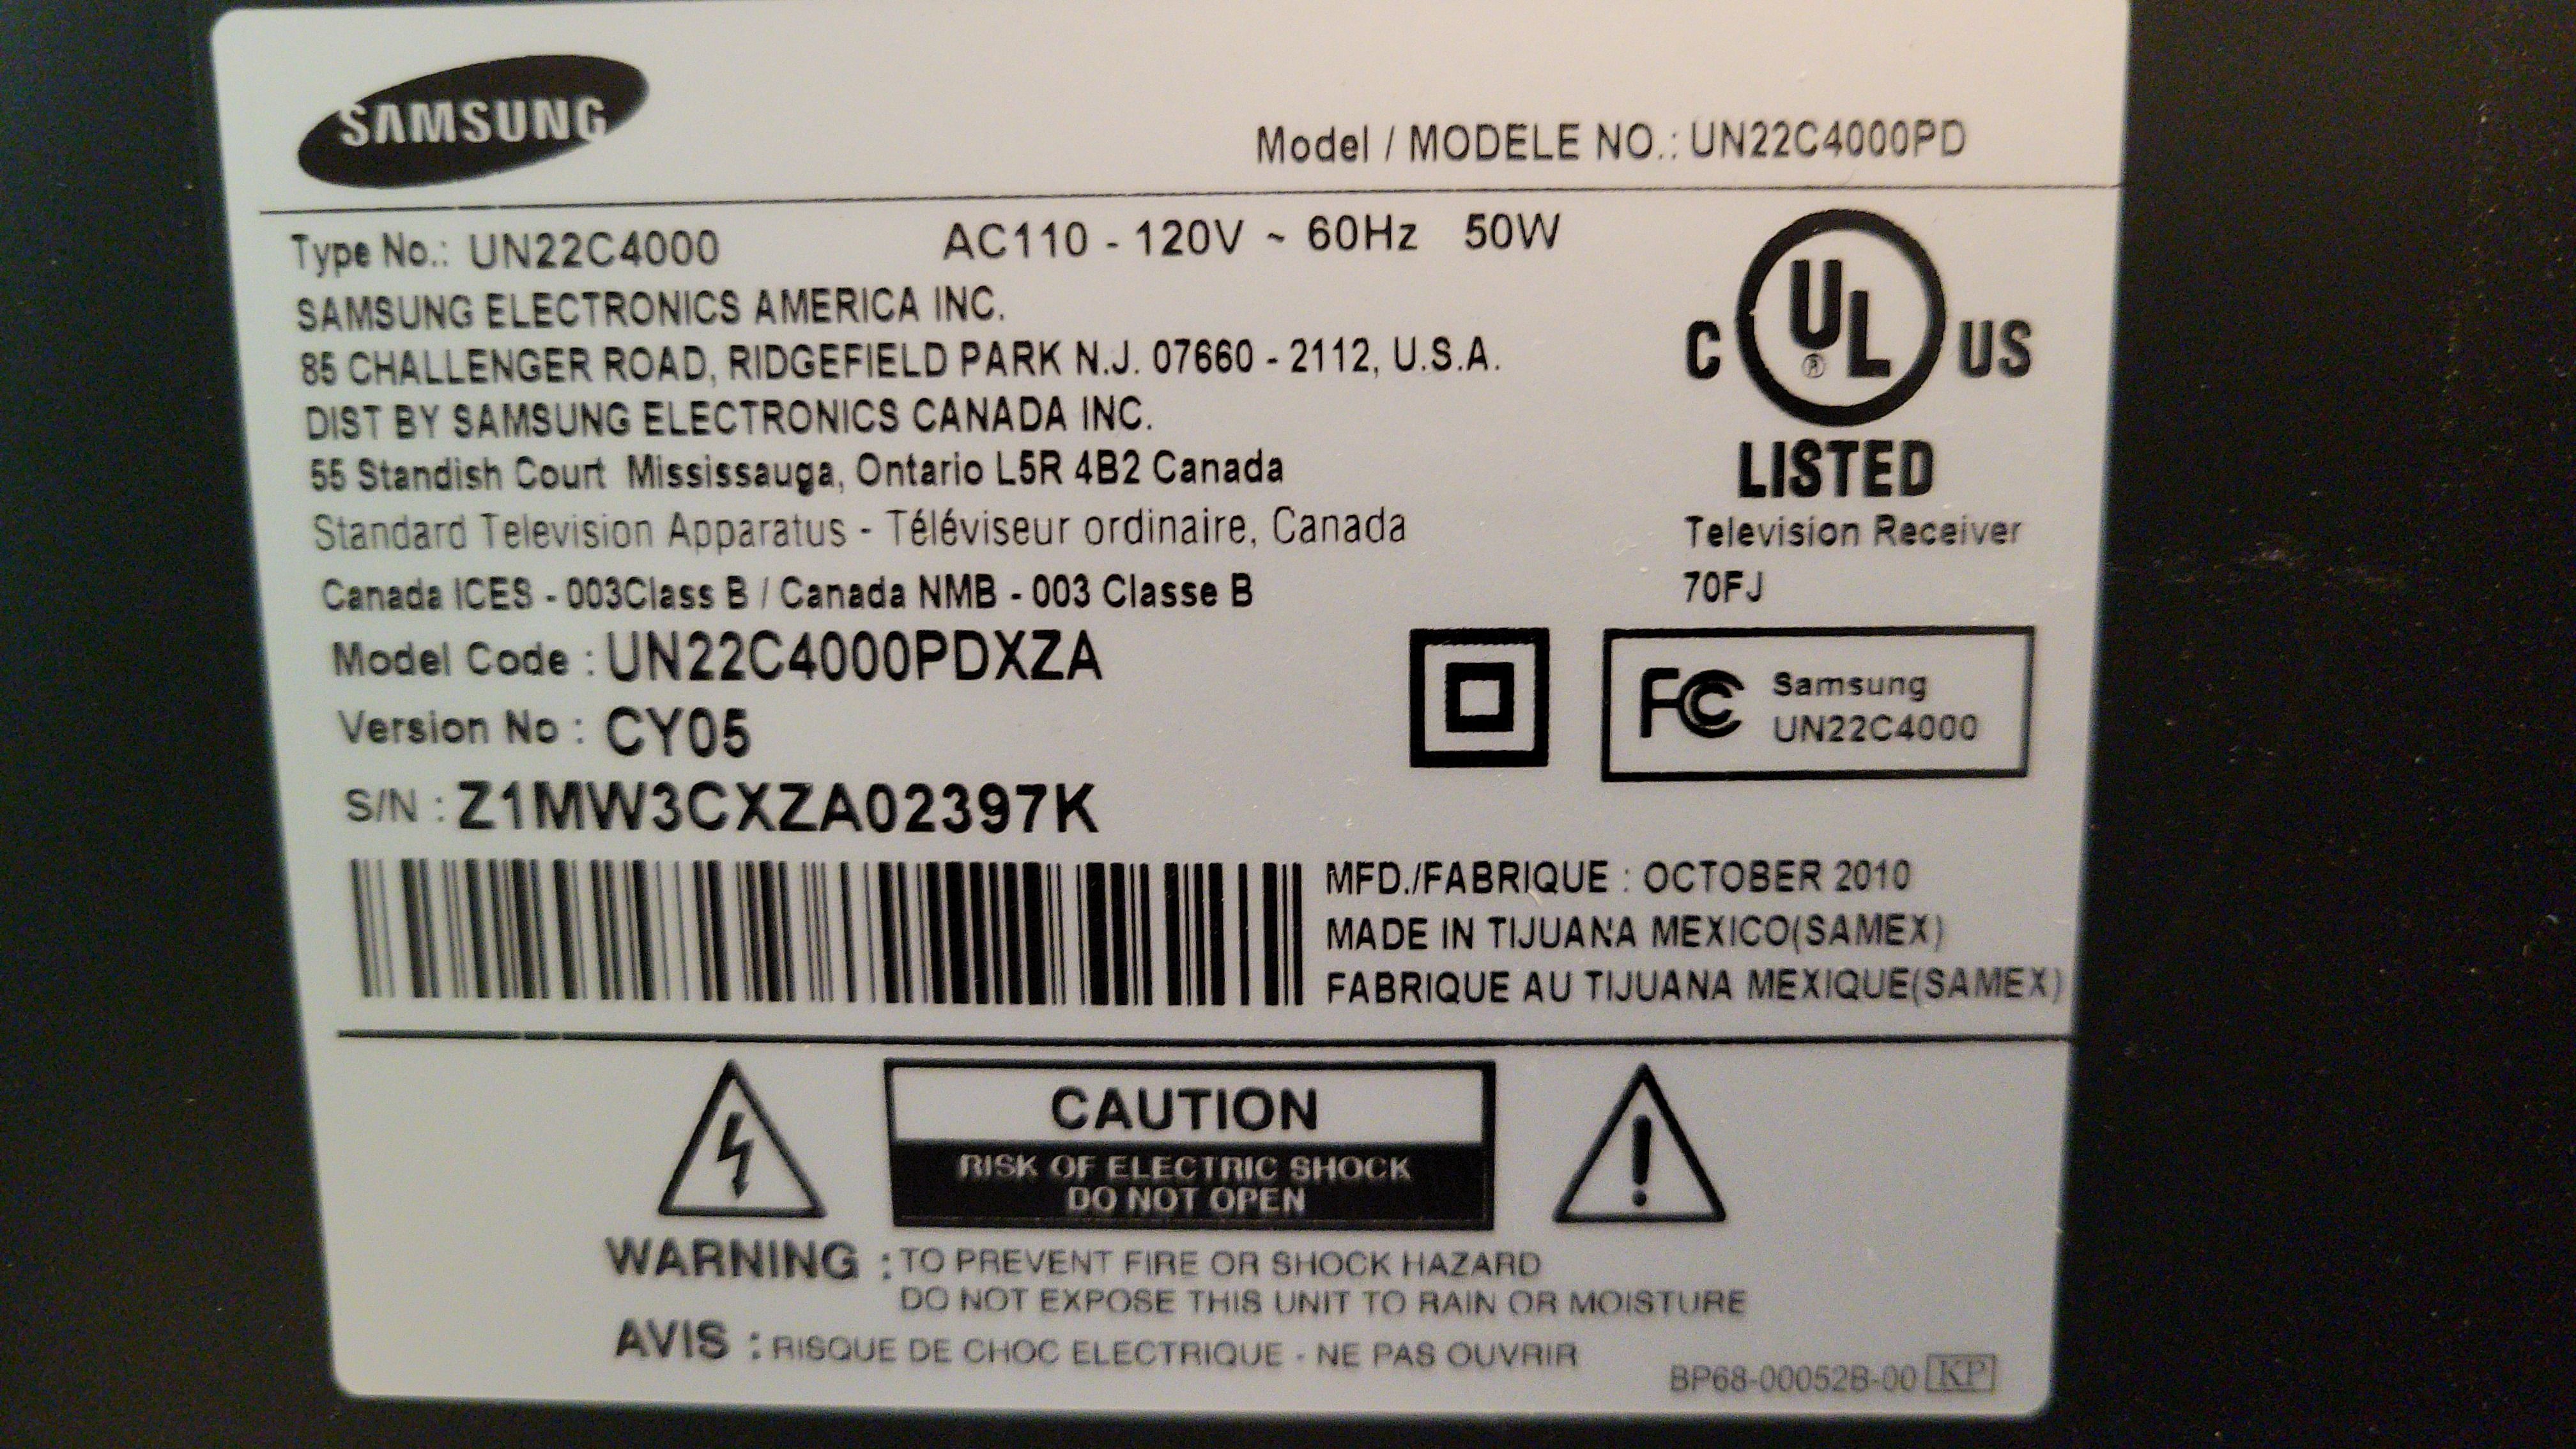 SAMSUNG
Model / MODELE NO.: UN22C4000PD
Type No.: UN22C4000 AC110 - 120V ~ 60Hz 50W
SAMSUNG ELECTRONICS AMERICA INC.
85 CHALLENGER ROAD, RIDGEFIELD PARK N.J. 07660 - 2112, U.S.A.
DIST BY SAMSUNG ELECTRONICS CANADA INC.
55 Standish Court Mississauga, Ontario L5R 4B2 Canada
Standard Television Apparatus - Téléviseur ordinaire, Canada
Canada ICES - 003Class B / Canada NMB - 003 Classe B
C UL ® US
LISTED
Television Receiver
70FJ
Model Code : UN22C4000PDXZA
Version No : CY05
S/N : Z1MW3CXZA02397K
FC Samsung
UN22C4000
MFD./FABRIQUE : OCTOBER 2010
MADE IN TIJUANA MEXICO(SAMEX)
FABRIQUE AU TIJUANA MEXIQUE(SAMEX)
CAUTION
RISK OF ELECTRIC SHOCK
DO NOT OPEN
WARNING : TO PREVENT FIRE OR SHOCK HAZARD
DO NOT EXPOSE THIS UNIT TO RAIN OR MOISTURE
AVIS : RISQUE DE CHOC ELECTRIQUE - NE PAS OUVRIR
BP68-00052B-00 KP